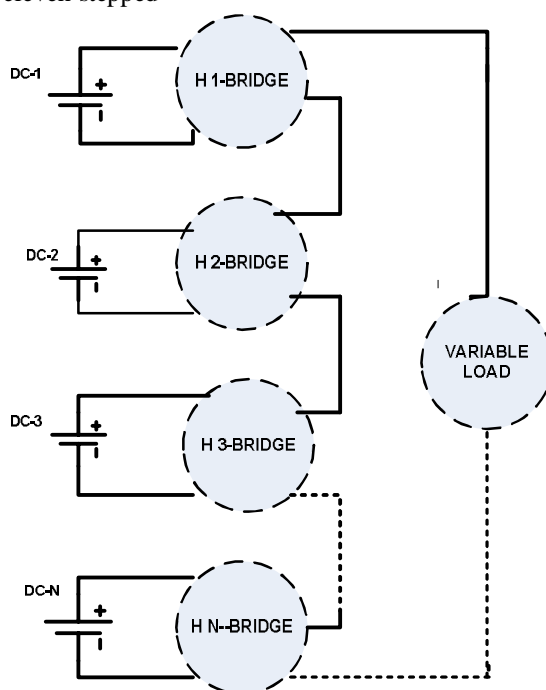 eleven stepped
DC-1
+
H 1-BRIDGE
DC-2
+
H 2-BRIDGE
VARIABLE
LOAD
DC-3
+
H 3-BRIDGE
DC-N
+
H N--BRIDGE